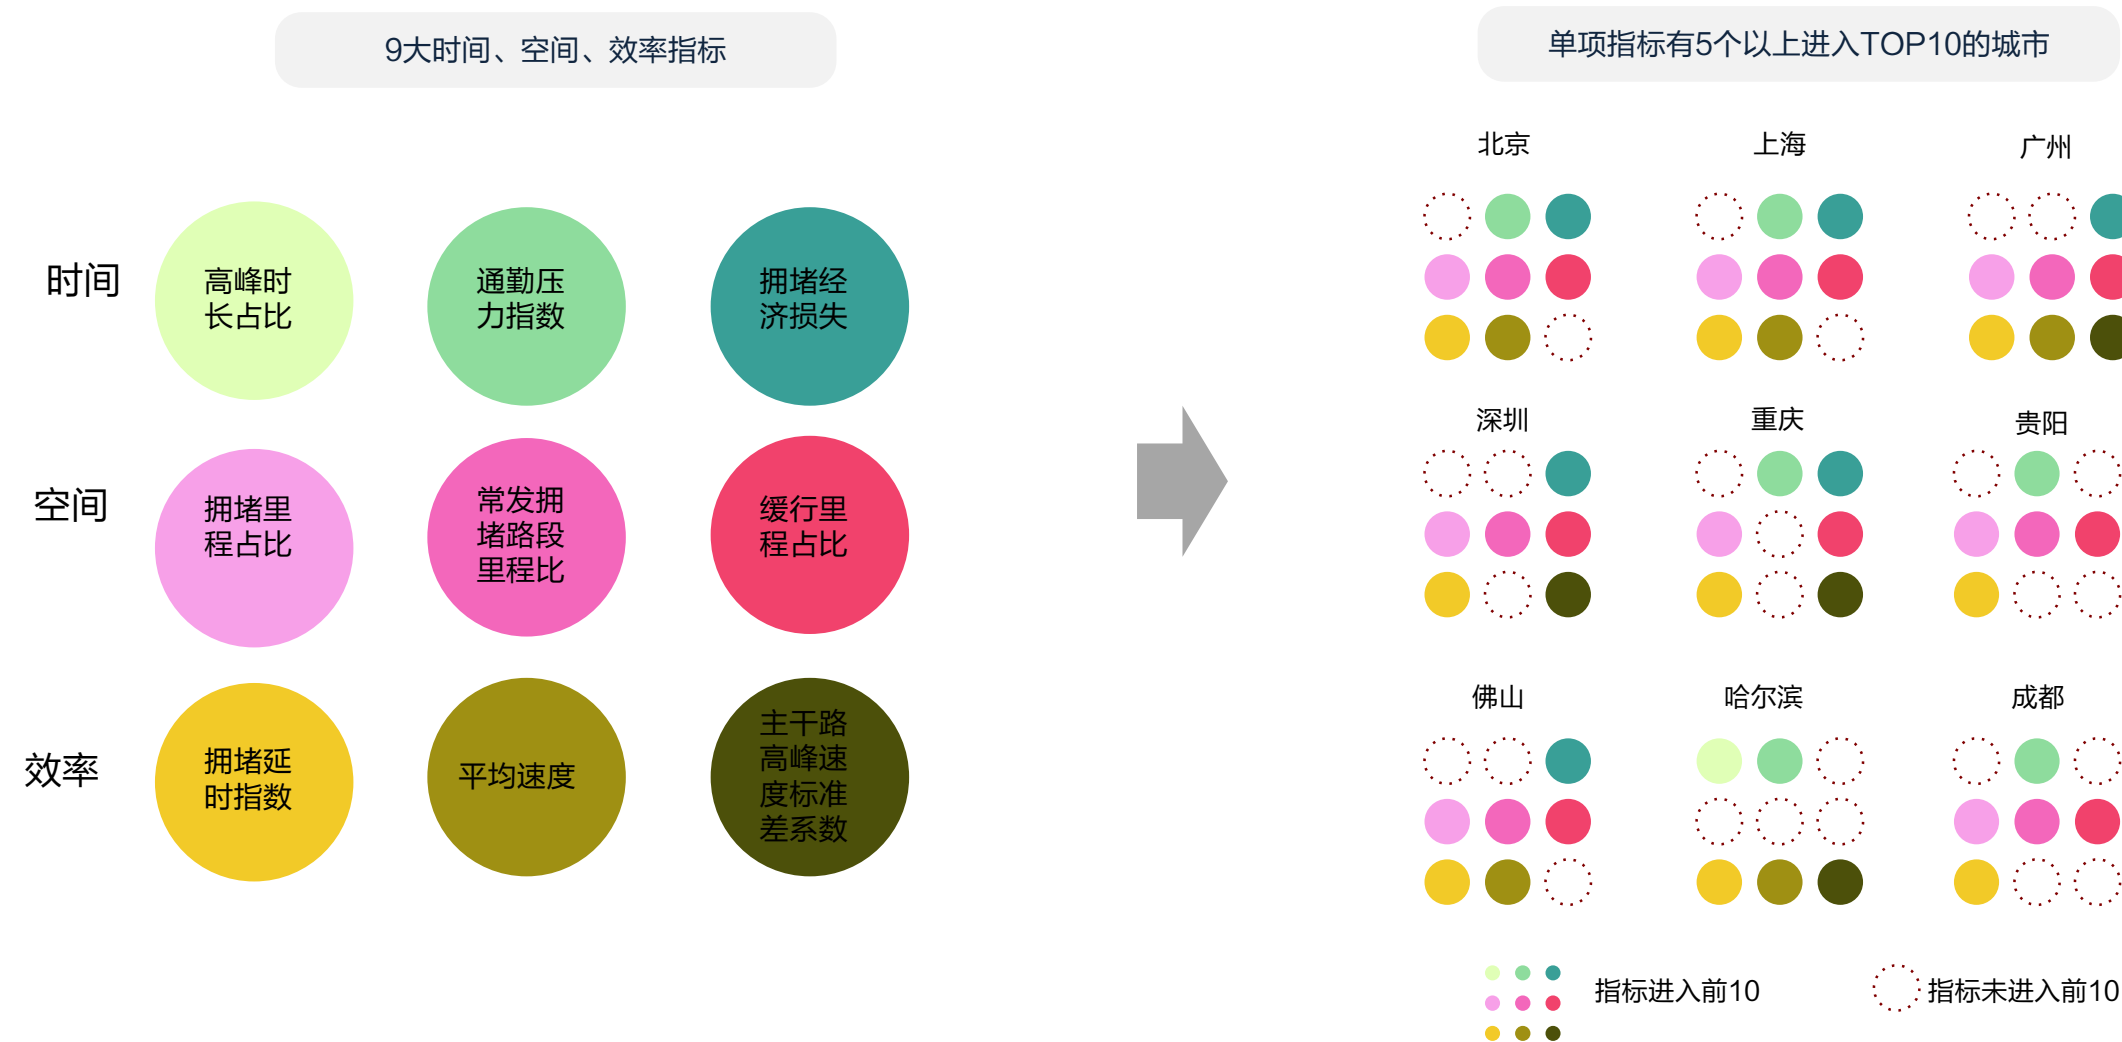 9大时间、空间、效率指标
单项指标有5个以上进入TOP10的城市
时间
高峰时
长占比
通勤压
力指数
拥堵经
济损失
空间
拥堵里
程占比
常发拥
堵路段
里程比
缓行里
程占比
效率
拥堵延
时指数
平均速度
主干路
高峰速
度标准
差系数
北京
上海
广州
深圳
重庆
贵阳
佛山
哈尔滨
成都
指标进入前10
指标未进入前10